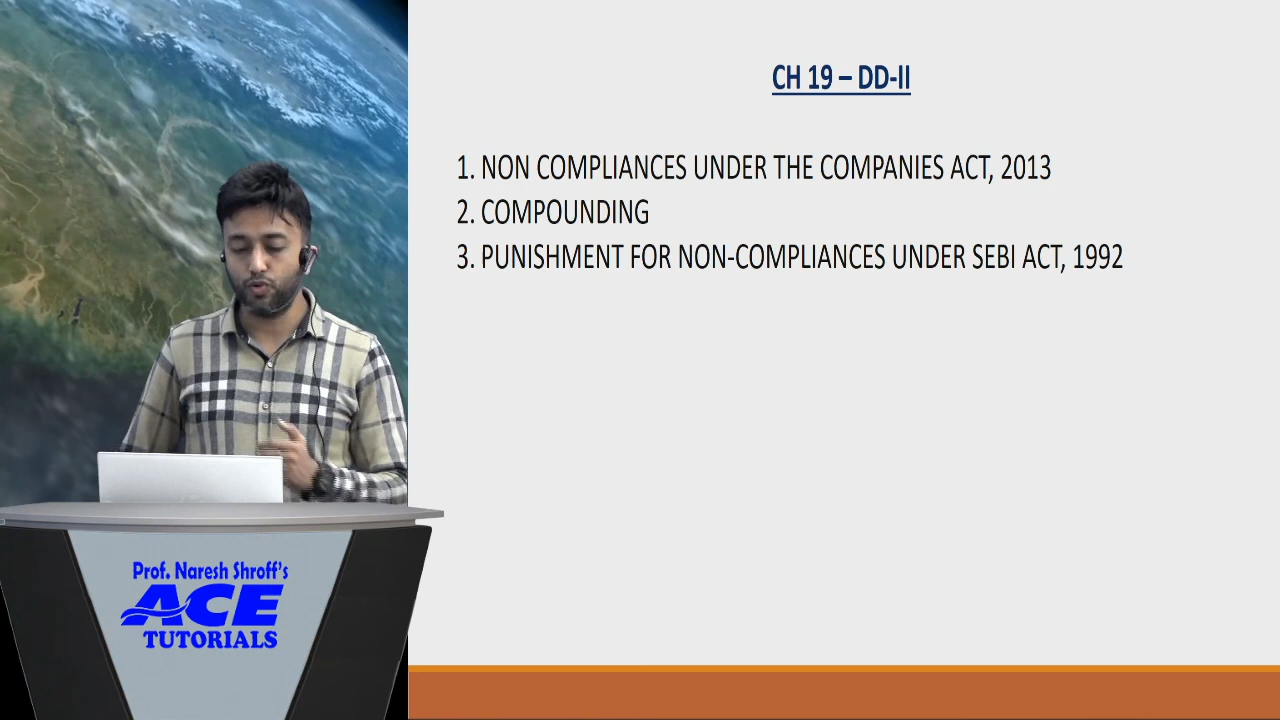 CH 19 – DD-II
1. NON COMPLIANCES UNDER THE COMPANIES ACT, 2013
2. COMPOUNDING
3. PUNISHMENT FOR NON-COMPLIANCES UNDER SEBI ACT, 1992
Prof. Naresh Shroff's
ACE
TUTORIALS